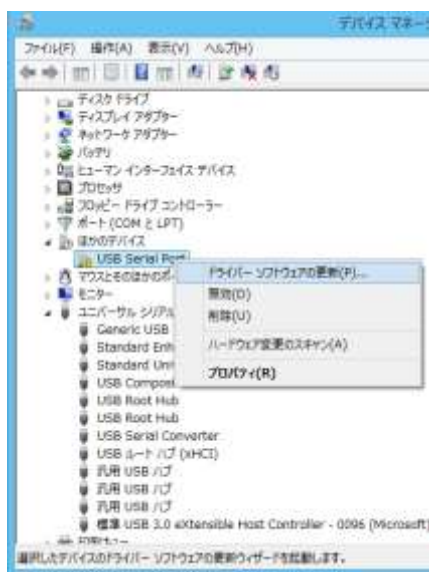 デバイス マネー
ファイル(F) 操作(A) 表示(V) ヘルプ(H)
ディスク ドライブ
ディスプレイ アダプター
ネットワーク アダプター
バッテリ
ヒューマン インターフェイス デバイス
プロセッサ
フロッピー ドライブ コントローラー
ポート (COM と LPT)
ほかのデバイス
USB Serial Port
マウスとそのほかのポ
モニター
ユニバーサル シリアル
Generic USB
Standard Enh
Standard Uni
USB Composi
USB Root Hub
USB Root Hub
USB Serial Converter
USB ルート ハブ (xHCI)
汎用 USB ハブ
汎用 USB ハブ
汎用 USB ハブ
標準 USB 3.0 eXtensible Host Controller - 0096 (Microsoft)
印刷キュー
ドライバー ソフトウェアの更新(P)...
無効(D)
削除(U)
ハードウェア変更のスキャン(A)
プロパティ(R)
選択したデバイスのドライバー ソフトウェアの更新ウィザードを起動します。